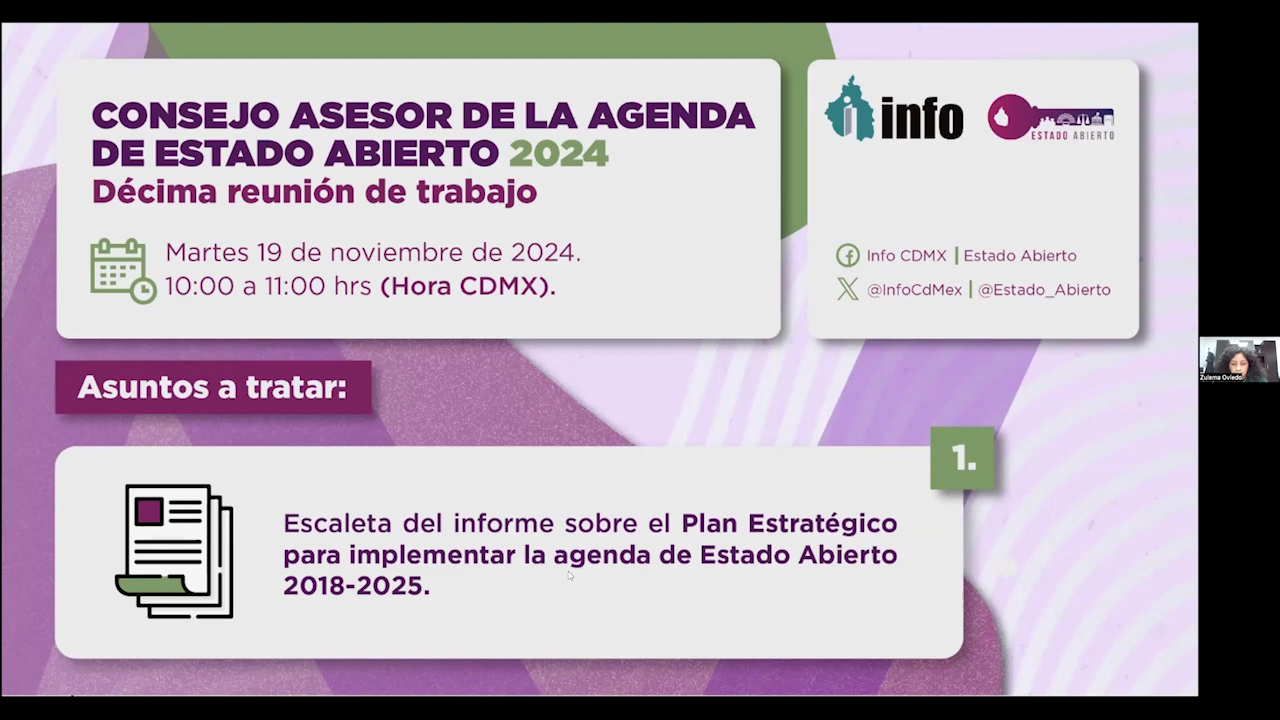 CONSEJO ASESOR DE LA AGENDA
DE ESTADO ABIERTO 2024
Décima reunión de trabajo
Martes 19 de noviembre de 2024.
10:00 a 11:00 hrs (Hora CDMX).
info
ESTADO ABIERTO
Info CDMX | Estado Abierto
@InfoCdMex | @Estado_Abierto
Asuntos a tratar:
1.
Escaleta del informe sobre el Plan Estratégico
para implementar la agenda de Estado Abierto
2018-2025.
Zulema Oviedo